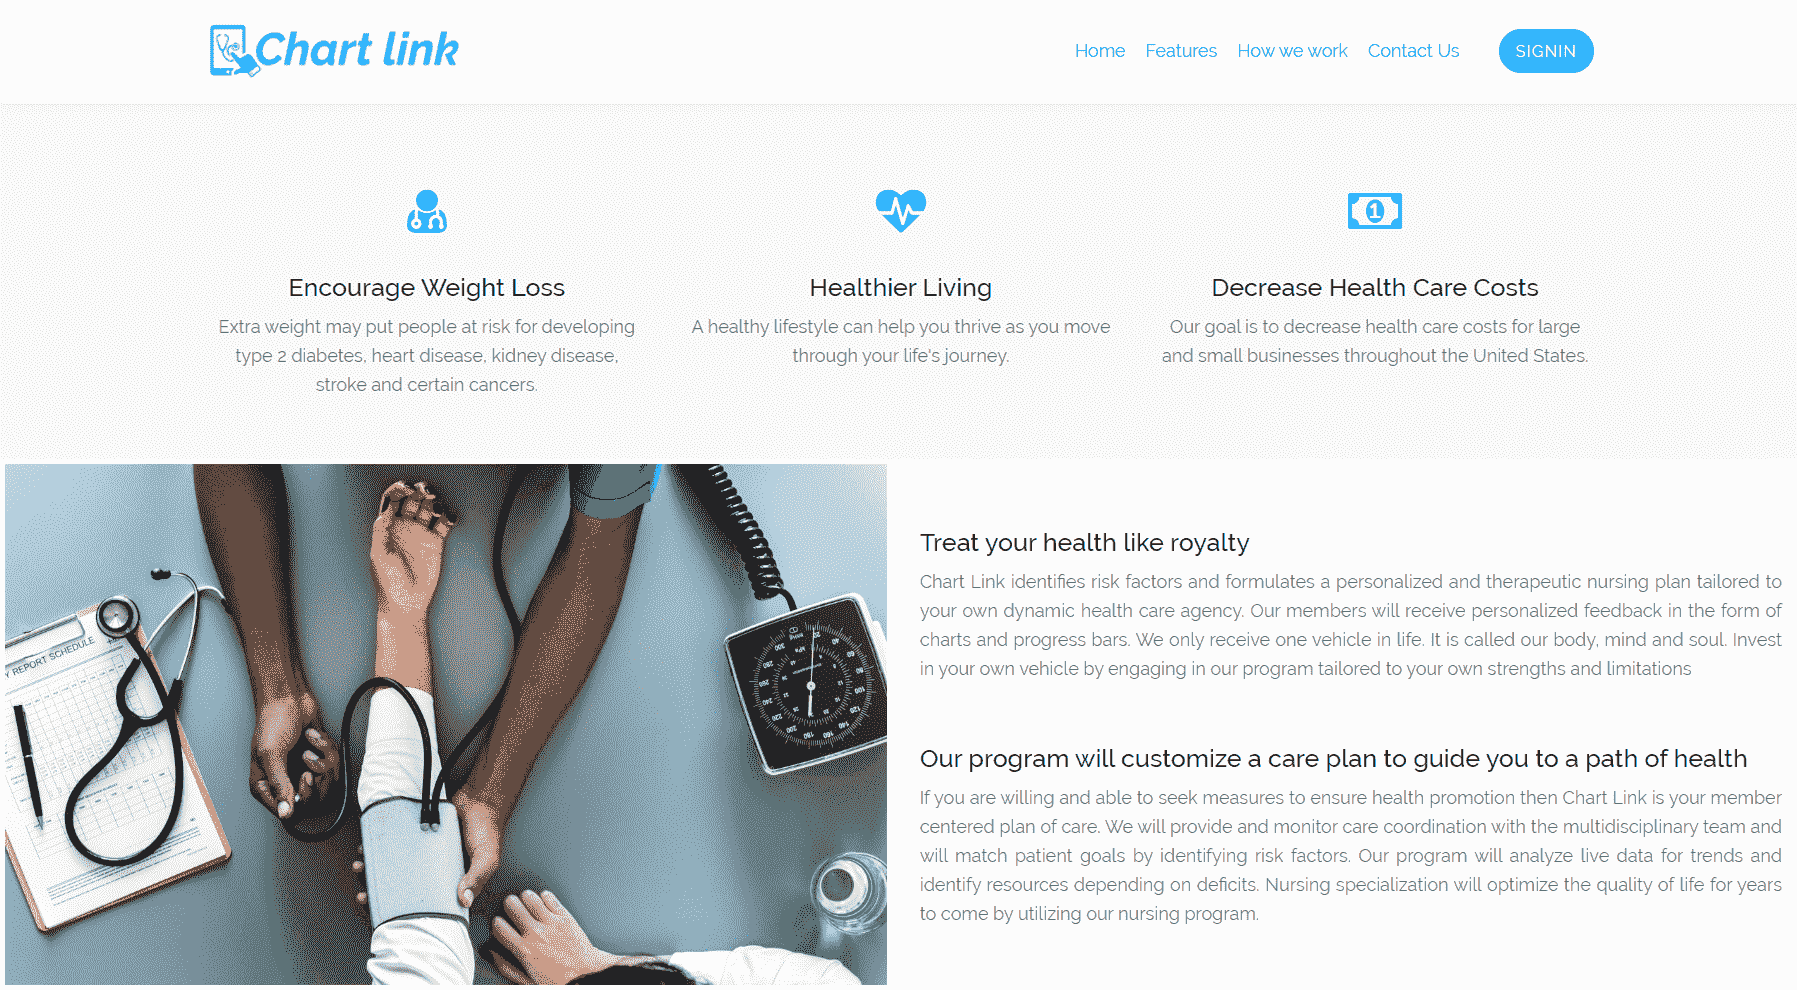 Chart link
Home Features How we work Contact Us SIGNIN
1
Encourage Weight Loss
Extra weight may put people at risk for developing
type 2 diabetes, heart disease, kidney disease,
stroke and certain cancers.
Healthier Living
A healthy lifestyle can help you thrive as you move
through your life's journey.
Decrease Health Care Costs
Our goal is to decrease health care costs for large
and small businesses throughout the United States.
REPORT SCHEDULE
Treat your health like royalty
Chart Link identifies risk factors and formulates a personalized and therapeutic nursing plan tailored to
your own dynamic health care agency. Our members will receive personalized feedback in the form of
charts and progress bars. We only receive one vehicle in life. It is called our body, mind and soul. Invest
in your own vehicle by engaging in our program tailored to your own strengths and limitations
Our program will customize a care plan to guide you to a path of health
If you are willing and able to seek measures to ensure health promotion then Chart Link is your member
centered plan of care. We will provide and monitor care coordination with the multidisciplinary team and
will match patient goals by identifying risk factors. Our program will analyze live data for trends and
identify resources depending on deficits. Nursing specialization will optimize the quality of life for years
to come by utilizing our nursing program.